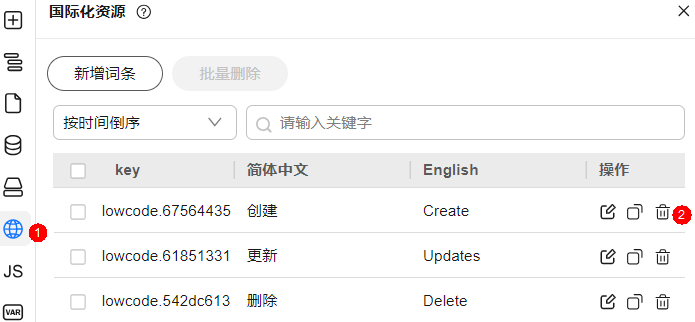 国际化资源 ?
新增词条 批量删除
按时间倒序 请输入关键字
key 简体中文 English 操作
lowcode.67564435 创建 Create 2
1
lowcode.61851331 更新 Updates
JS
lowcode.542dc613 删除 Delete
VAR